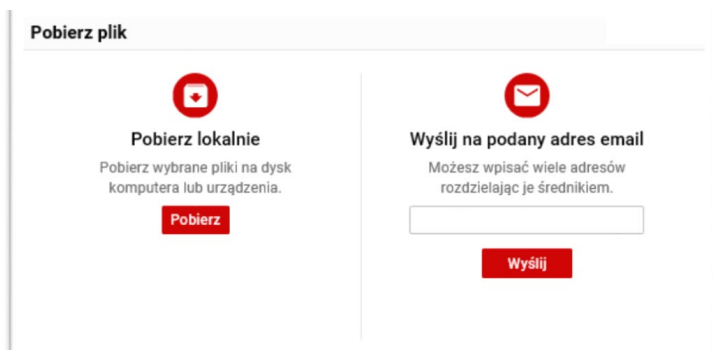 Pobierz plik
Pobierz lokalnie
Pobierz wybrane pliki na dysk
komputera lub urządzenia.
Pobierz
Wyślij na podany adres email
Możesz wpisać wiele adresów
rozdzielając je średnikiem.
Wyślij